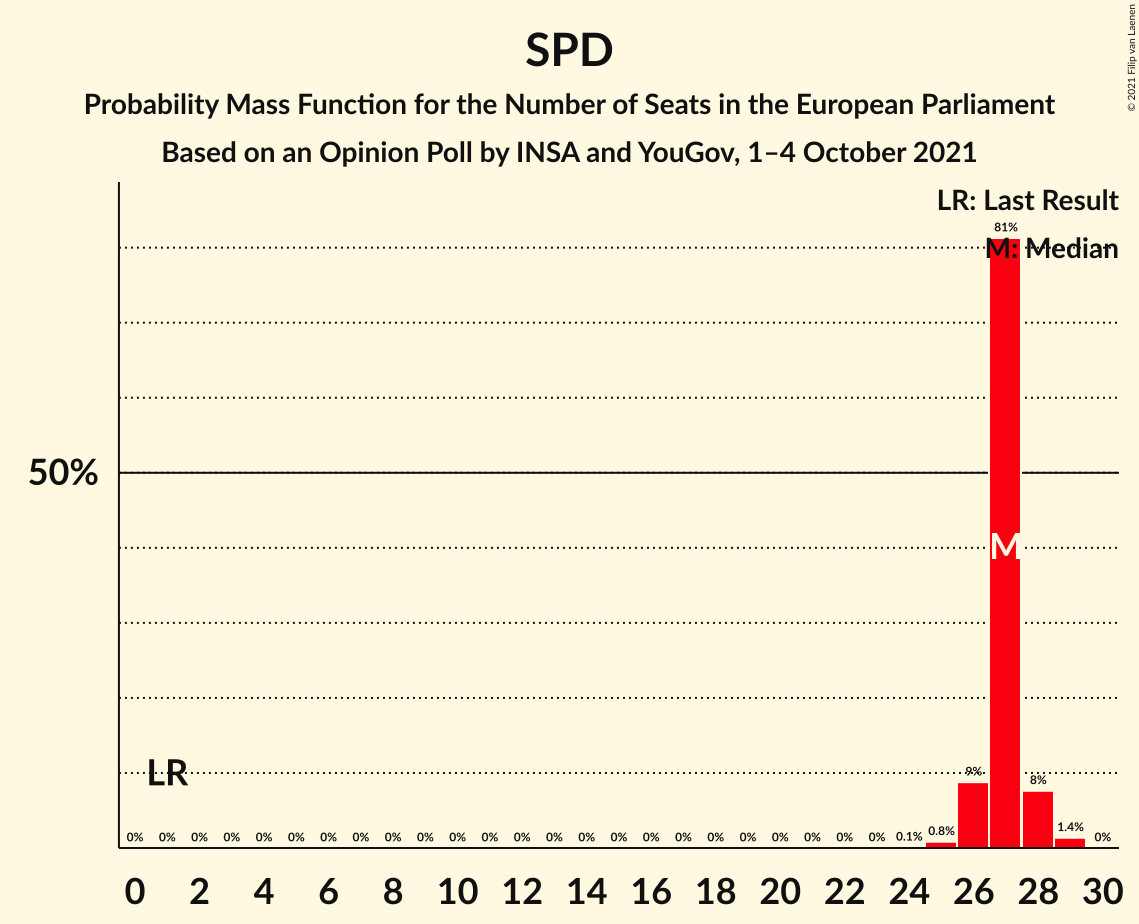 SPD
Probability Mass Function for the Number of Seats in the European Parliament
Based on an Opinion Poll by INSA and YouGov, 1–4 October 2021
© 2021 Filip van Laenen
LR: Last Result
M: Median
81%
50%
M
LR
0% 0% 0% 0% 0% 0% 0% 0% 0% 0% 0% 0% 0% 0% 0% 0% 0% 0% 0% 0% 0% 0% 0% 0% 0.1% 0.8% 9% 8% 1.4% 0%
0 2 4 6 8 10 12 14 16 18 20 22 24 26 28 30